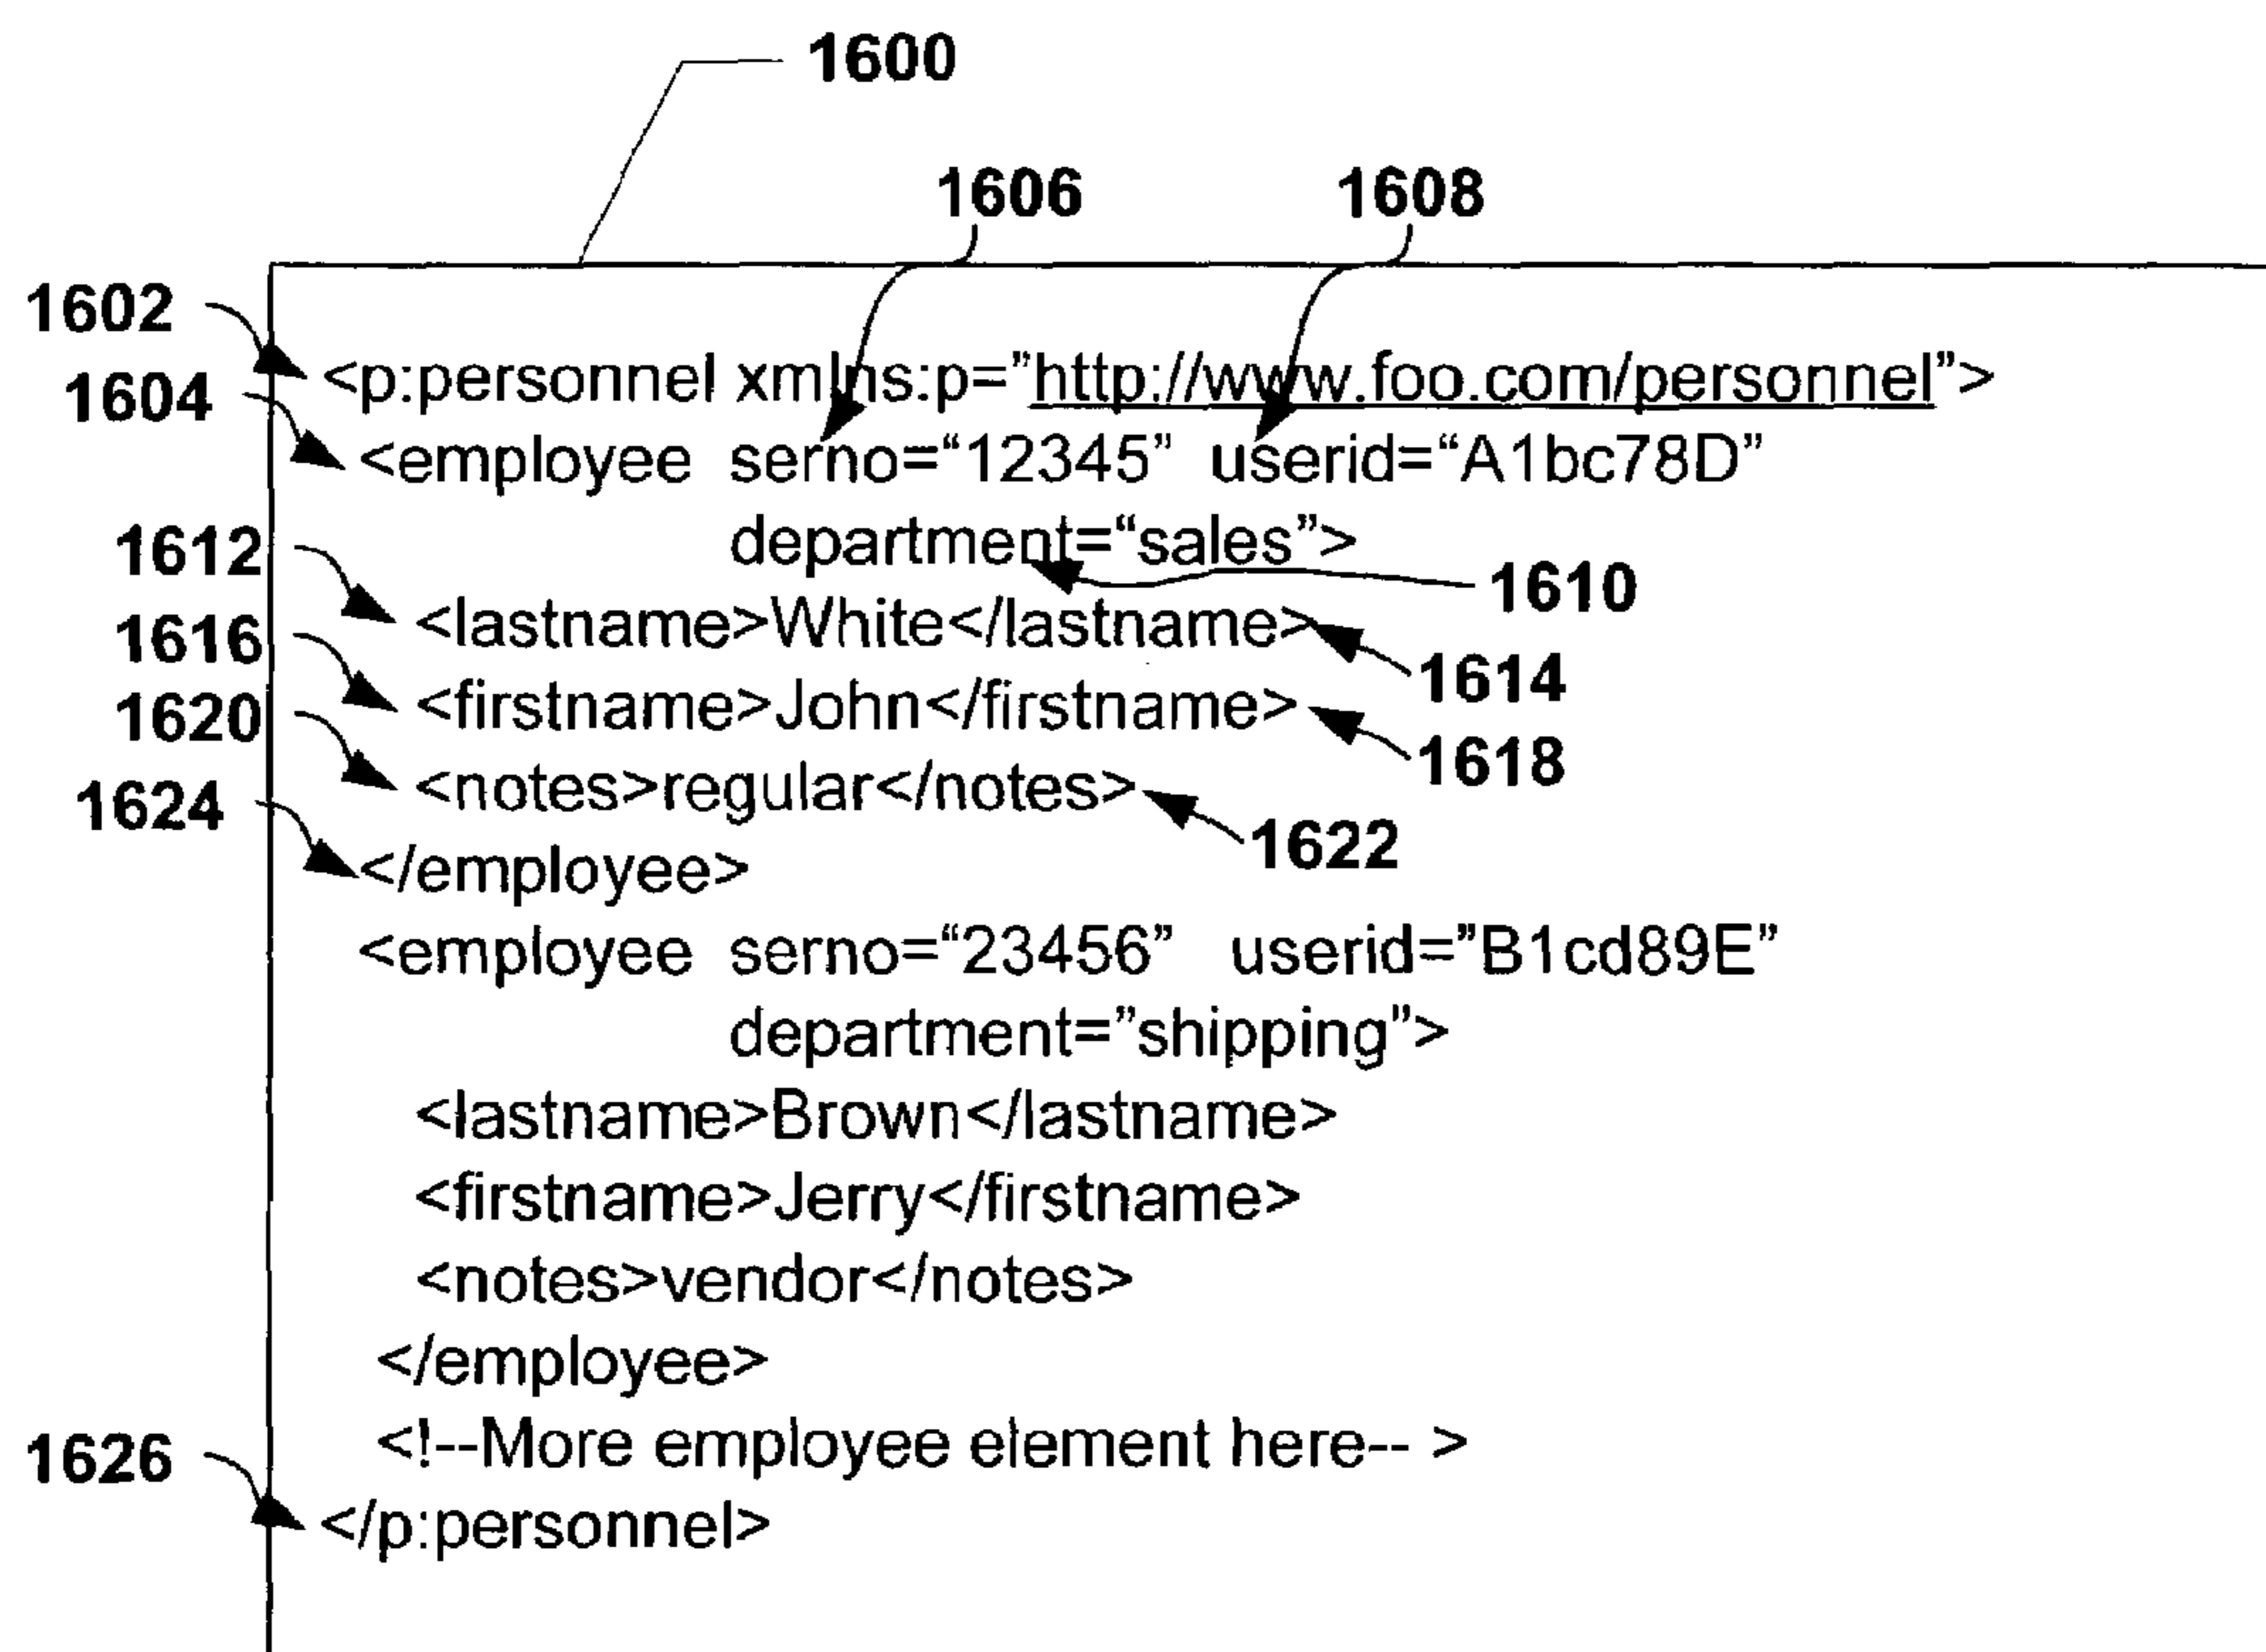 1600
1606 1608
1602
<p:personnel xmlns:p=”http://www.foo.com/personnel”>
1604
<employee serno=“12345” userid=“A1bc78D”
department=“sales”>
1612
1610
<lastname>White</lastname>
1616
1614
<firstname>John</firstname>
1620
1618
<notes>regular</notes>
1624
1622
</employee>
<employee serno=“23456” userid=”B1cd89E”
department=”shipping”>
<lastname>Brown</lastname>
<firstname>Jerry</firstname>
<notes>vendor</notes>
</employee>
<!--More employee element here-- >
1626
</p:personnel>